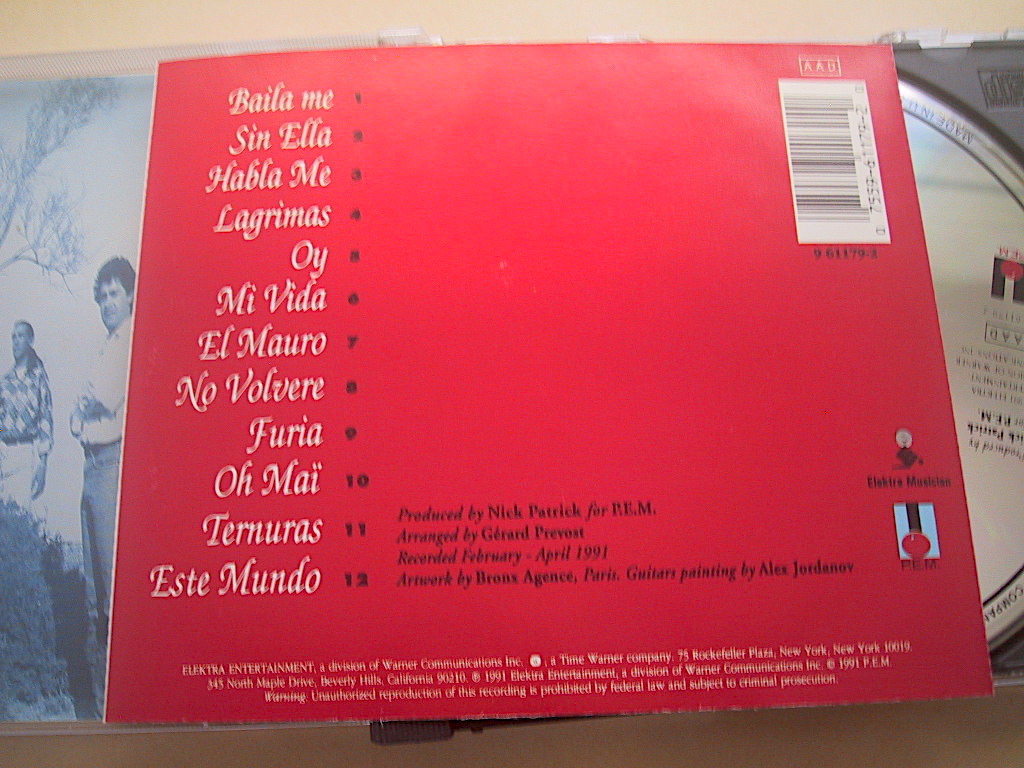 AAD
Baila me 1
Sin Ella 2
Habla Me 3
Lagrimas 4
Oy 5
Mi Vida 6
El Mauro 7
No Volvere 8
Furia 9
Oh Maï 10
Ternuras 11
Este Mundo 12
9 61179-2
Elektra Musician
P.E.M.
Produced by Nick Patrick for P.E.M.
Arranged by Gérard Prevost
Recorded February - April 1991
Artwork by Bronx Agence, Paris. Guitars painting by Alex Jordanov
ELEKTRA ENTERTAINMENT, a division of Warner Communications Inc. , a Time Warner company. 75 Rockefeller Plaza, New York, New York 10019.
345 North Maple Drive, Beverly Hills, California 90210. ℗ 1991 Elektra Entertainment, a division of Warner Communications Inc. © 1991 P.E.M.
Warning: Unauthorized reproduction of this recording is prohibited by federal law and subject to criminal prosecution.
MADE IN U
P.E.M.
AAD